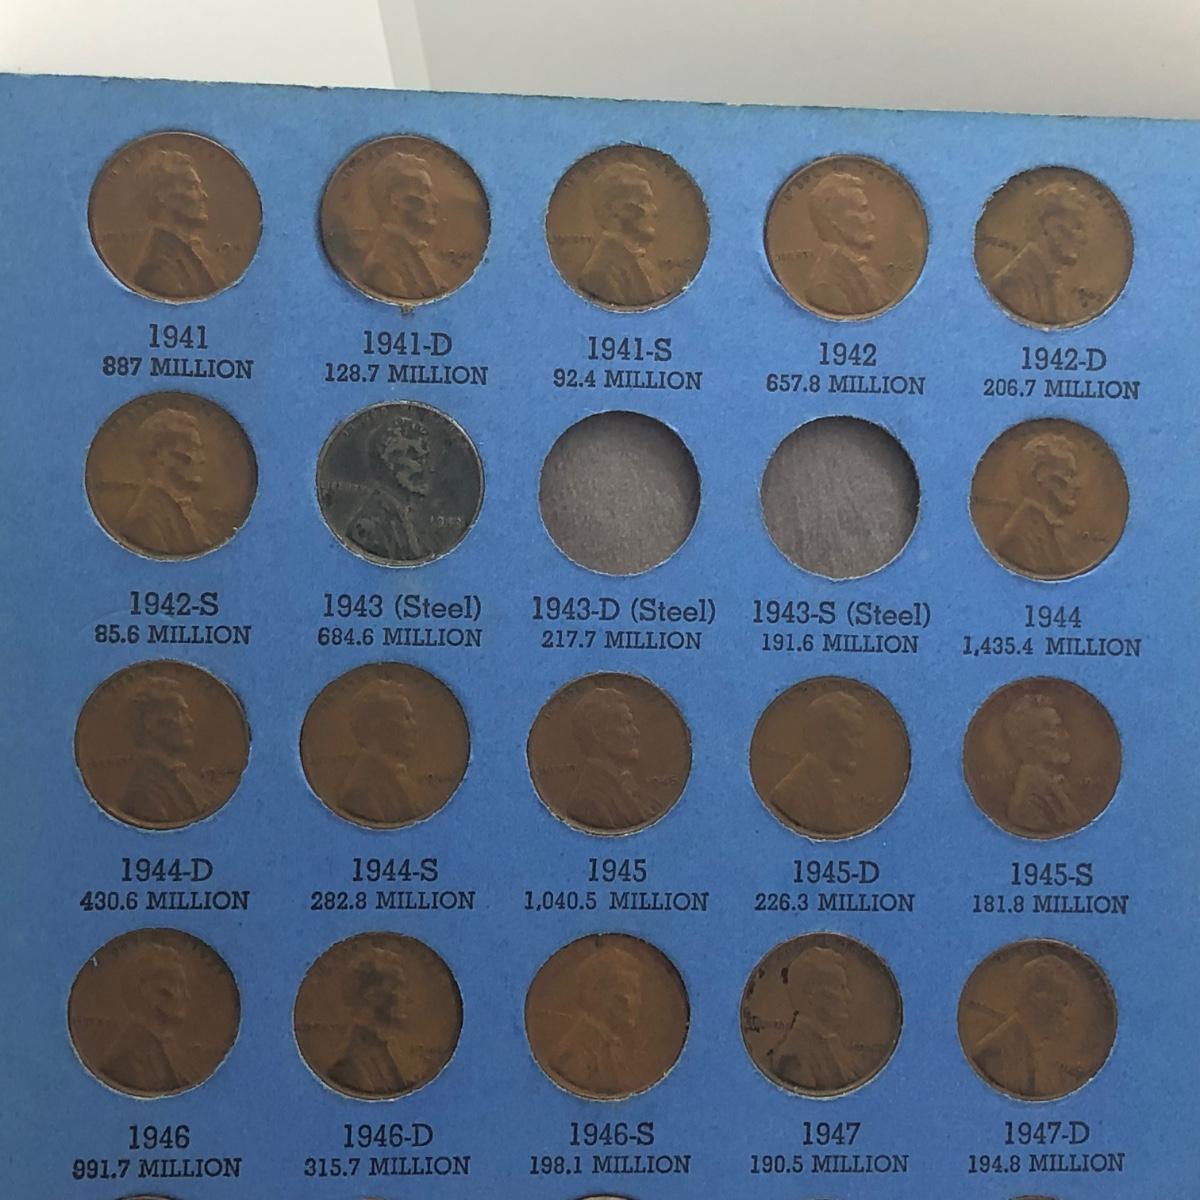 1941
887 MILLION
1941-D
128.7 MILLION
1941-S
92.4 MILLION
1942
657.8 MILLION
1942-D
206.7 MILLION
1942-S
85.6 MILLION
1943 (Steel)
684.6 MILLION
1943-D (Steel)
217.7 MILLION
1943-S (Steel)
191.6 MILLION
1944
1,435.4 MILLION
1944-D
430.6 MILLION
1944-S
282.8 MILLION
1945
1,040.5 MILLION
1945-D
226.3 MILLION
1945-S
181.8 MILLION
1946
991.7 MILLION
1946-D
315.7 MILLION
1946-S
198.1 MILLION
1947
190.5 MILLION
1947-D
194.8 MILLION